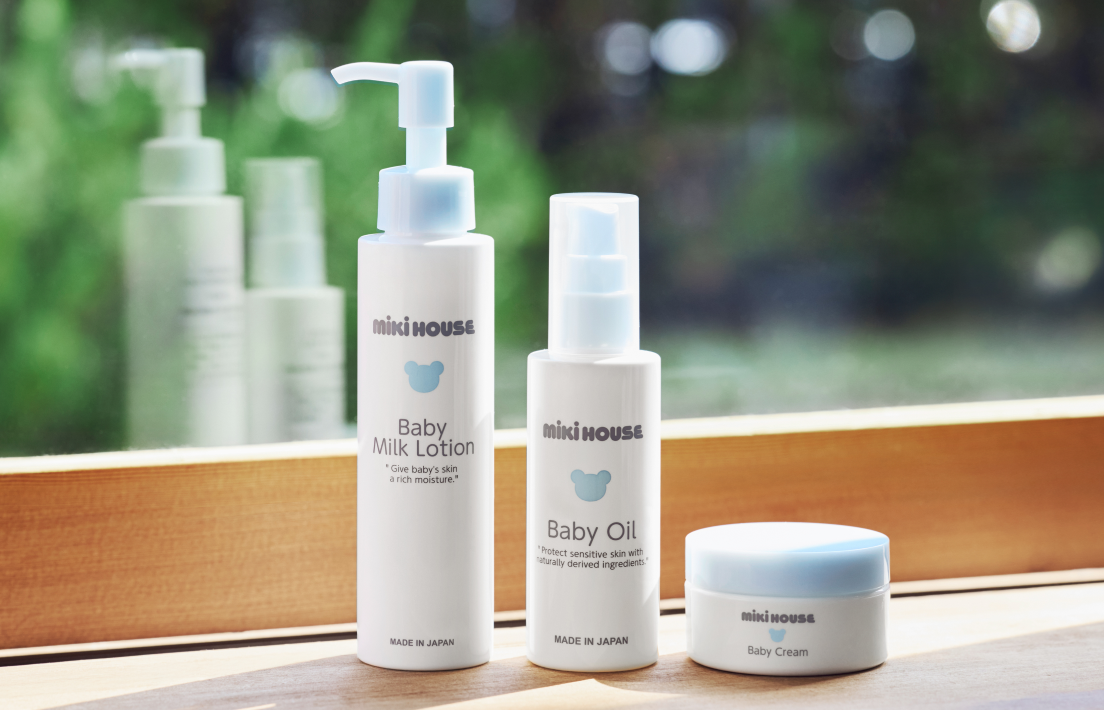 miki HOUSE
Baby
Milk Lotion
"Give baby's skin
a rich moisture."
MADE IN JAPAN
miki HOUSE
Baby Oil
"Protect sensitive skin with
naturally derived ingredients."
MADE IN JAPAN
miki HOUSE
Baby Cream